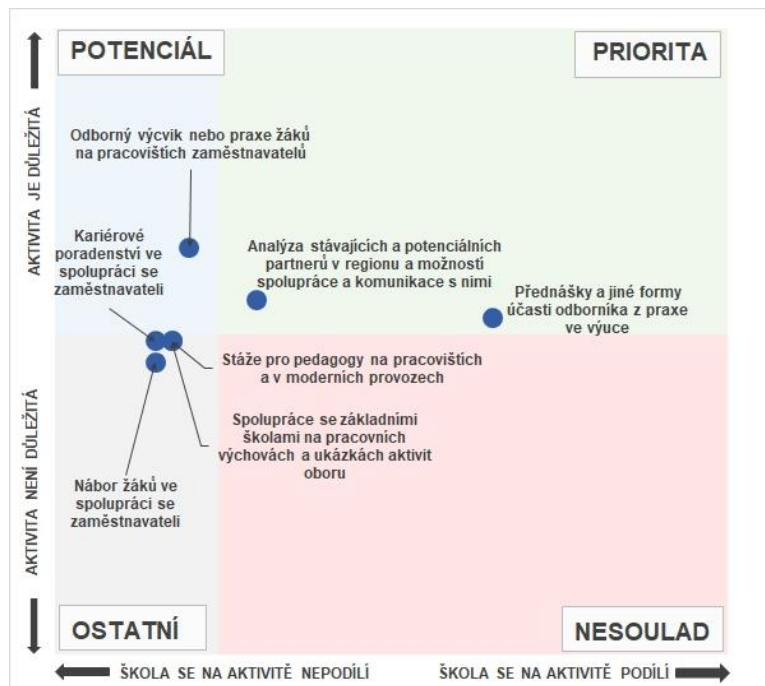 POTENCIÁL
PRIORITA
AKTIVITA JE DŮLEŽITÁ
Odborný výcvik nebo praxe žáků
na pracovištích zaměstnavatelů
Kariérové
poradenství ve
spolupráci se
zaměstnavateli
Analýza stávajících a potenciálních
partnerů v regionu a možností
spolupráce a komunikace s nimi
Přednášky a jiné formy
účasti odborníka z praxe
ve výuce
Stáže pro pedagogy na pracovištích
a v moderních provozech
Spolupráce se základními
školami na pracovních
výchovách a ukázkách aktivit
oboru
Nábor žáků ve
spolupráci se
zaměstnavateli
AKTIVITA NENÍ DŮLEŽITÁ
OSTATNÍ
NESOULAD
ŠKOLA SE NA AKTIVITĚ NEPODÍLÍ
ŠKOLA SE NA AKTIVITĚ PODÍLÍ